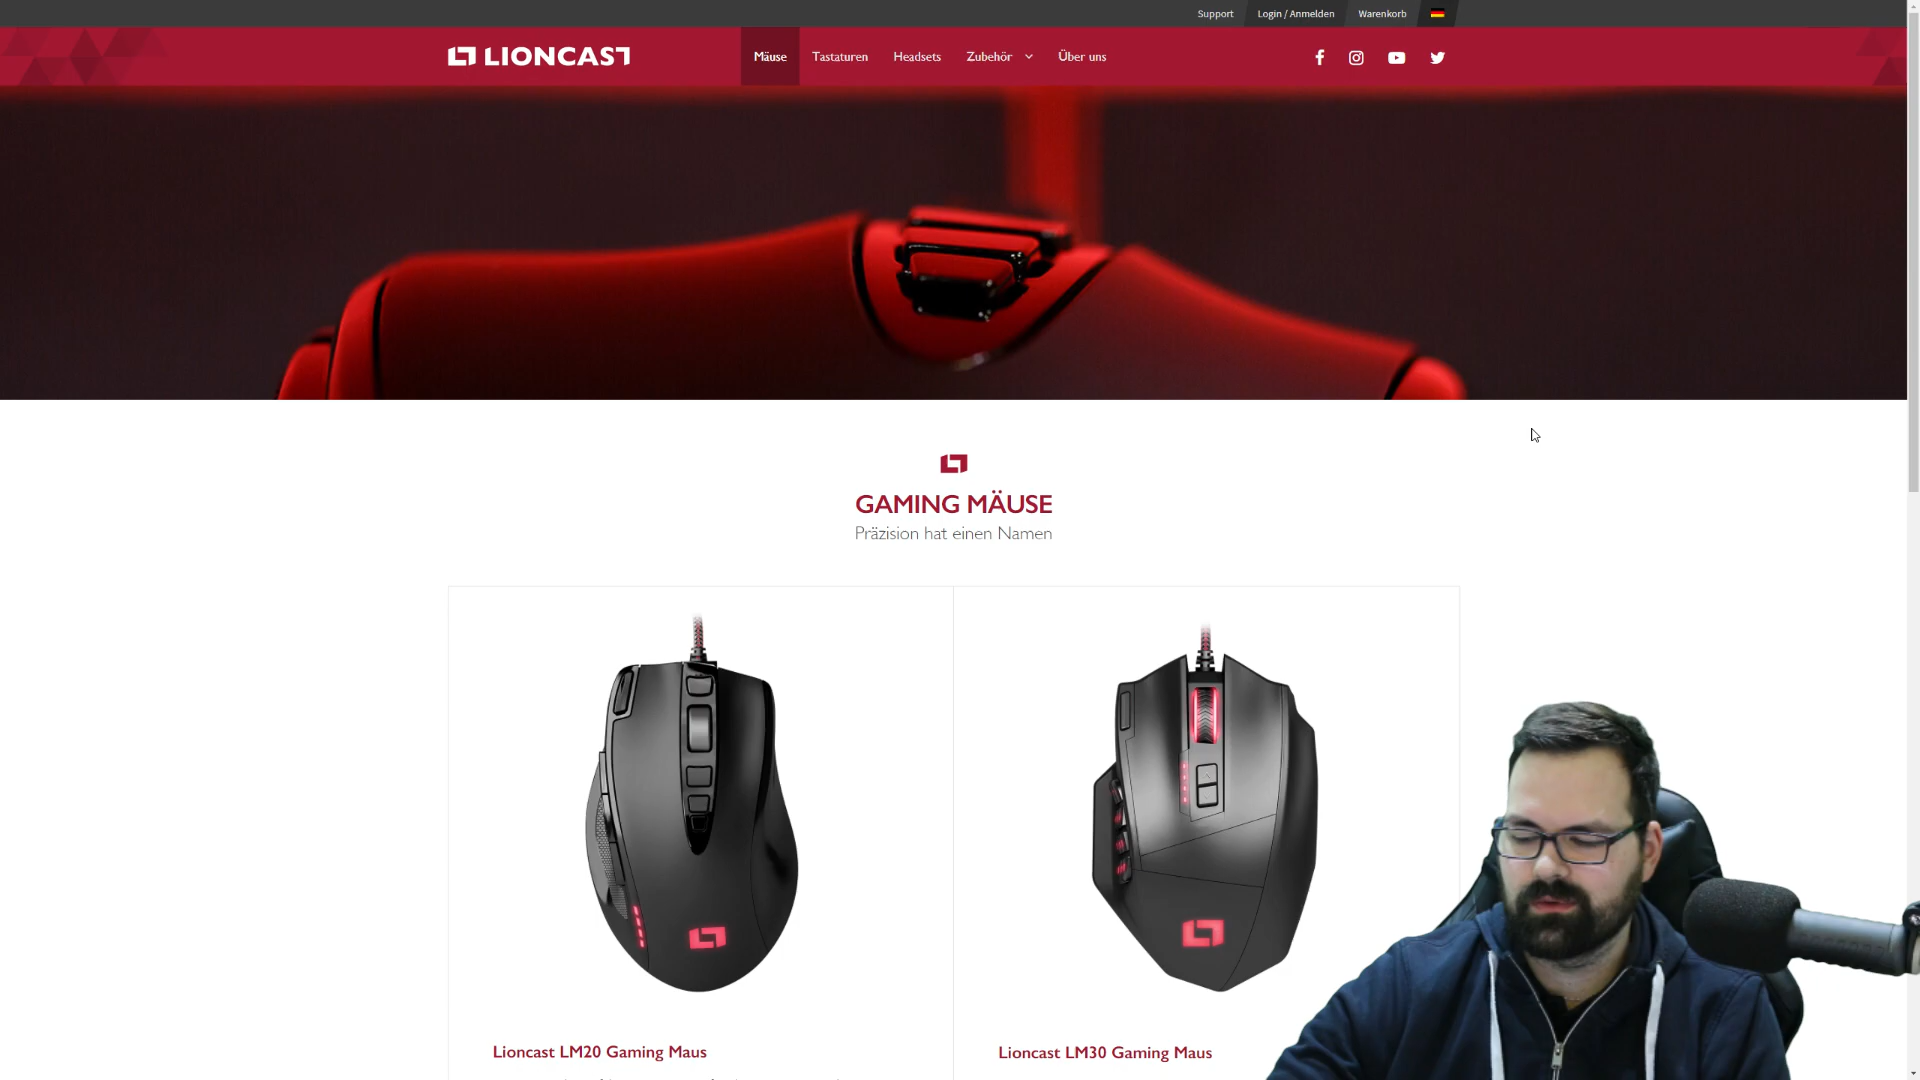 Support
Login / Anmelden
Warenkorb
LIONCAST
Mäuse
Tastaturen
Headsets
Zubehör
Über uns
GAMING MÄUSE
Präzision hat einen Namen
Lioncast LM20 Gaming Maus
Lioncast LM30 Gaming Maus